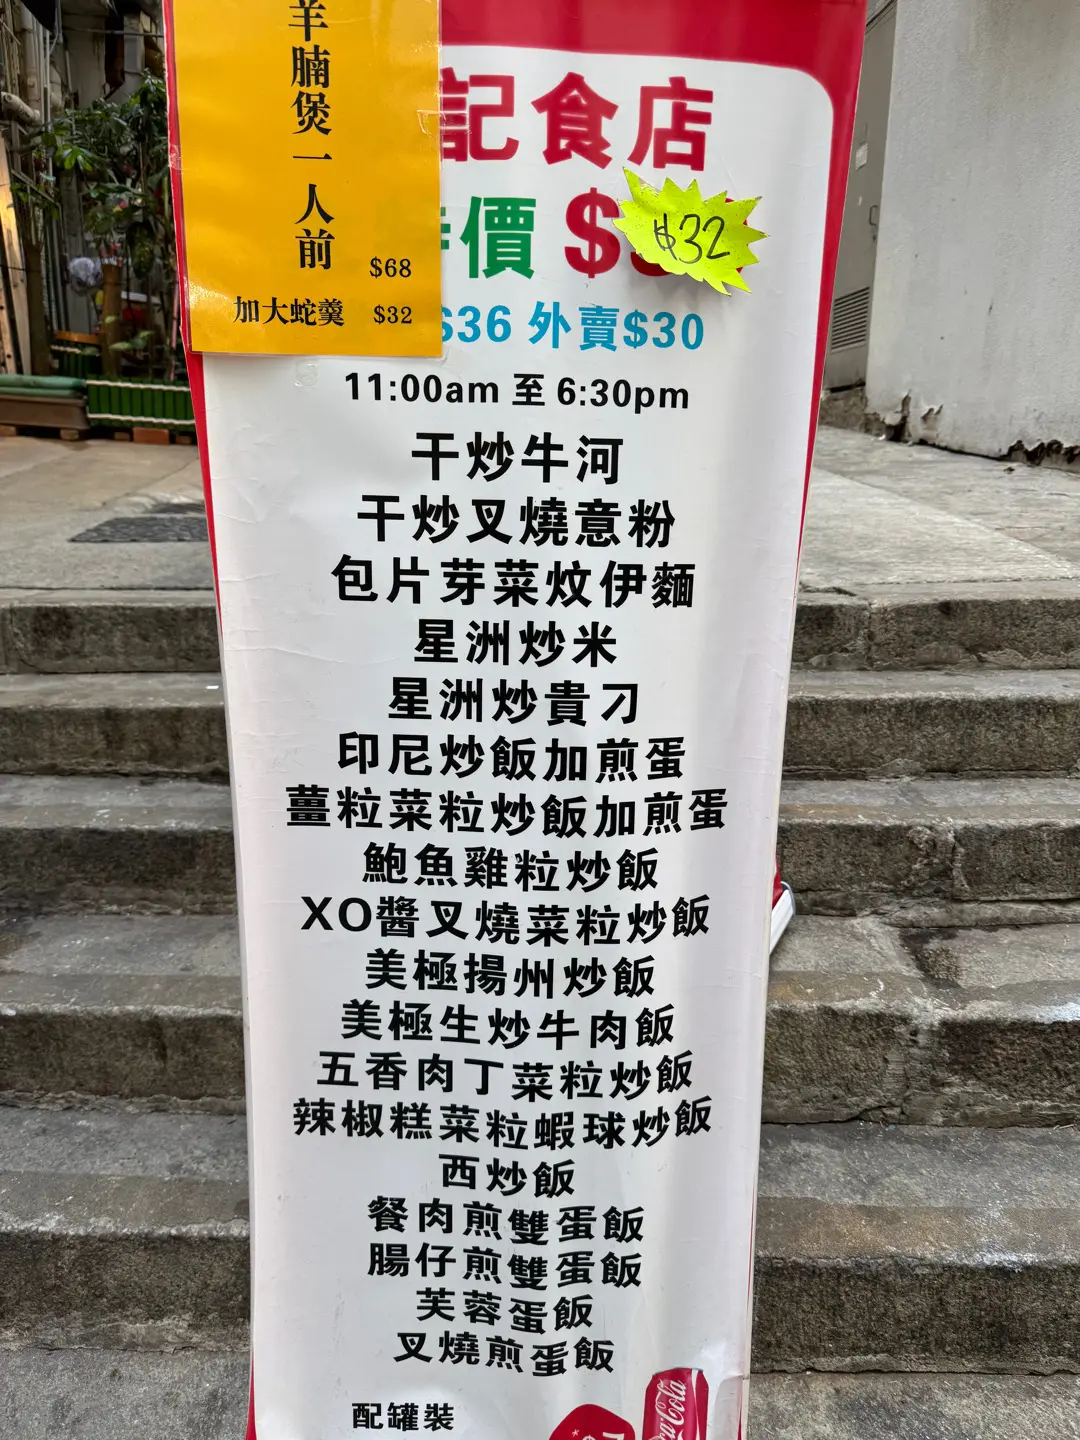 羊腩煲一人前
$68
加大蛇羹 $32
記食店
價 $
$32
$36 外賣$30
11:00am 至 6:30pm
干炒牛河
干炒叉燒意粉
包片芽菜炆伊麵
星洲炒米
星洲炒貴刁
印尼炒飯加煎蛋
薑粒菜粒炒飯加煎蛋
鮑魚雞粒炒飯
XO醬叉燒菜粒炒飯
美極揚州炒飯
美極生炒牛肉飯
五香肉丁菜粒炒飯
辣椒糕菜粒蝦球炒飯
西炒飯
餐肉煎雙蛋飯
腸仔煎雙蛋飯
芙蓉蛋飯
叉燒煎蛋飯
配罐裝